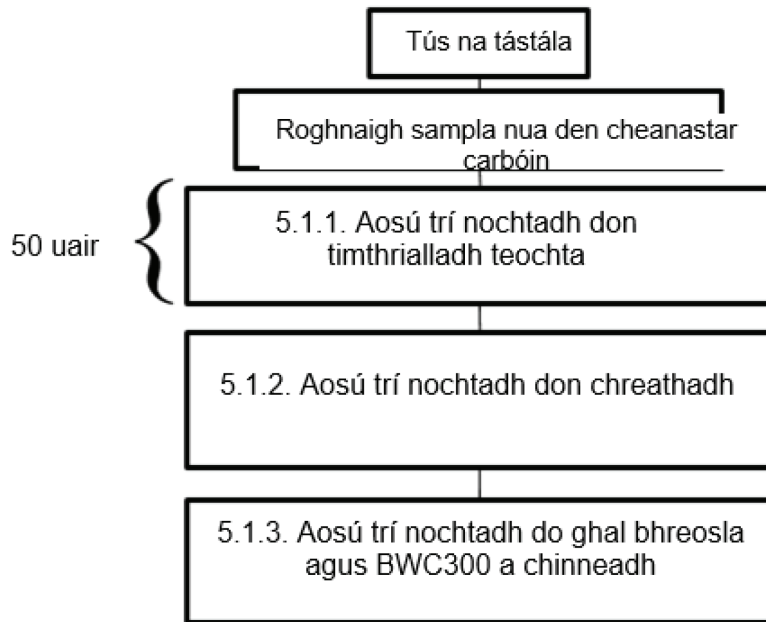 Tús na tástála
Roghnaigh sampla nua den cheanastar
carbóin
50 uair
5.1.1. Aosú trí nochtadh don
timthrialladh teochta
5.1.2. Aosú trí nochtadh don chreathadh
5.1.3. Aosú trí nochtadh do ghal bhreosla
agus BWC300 a chinneadh